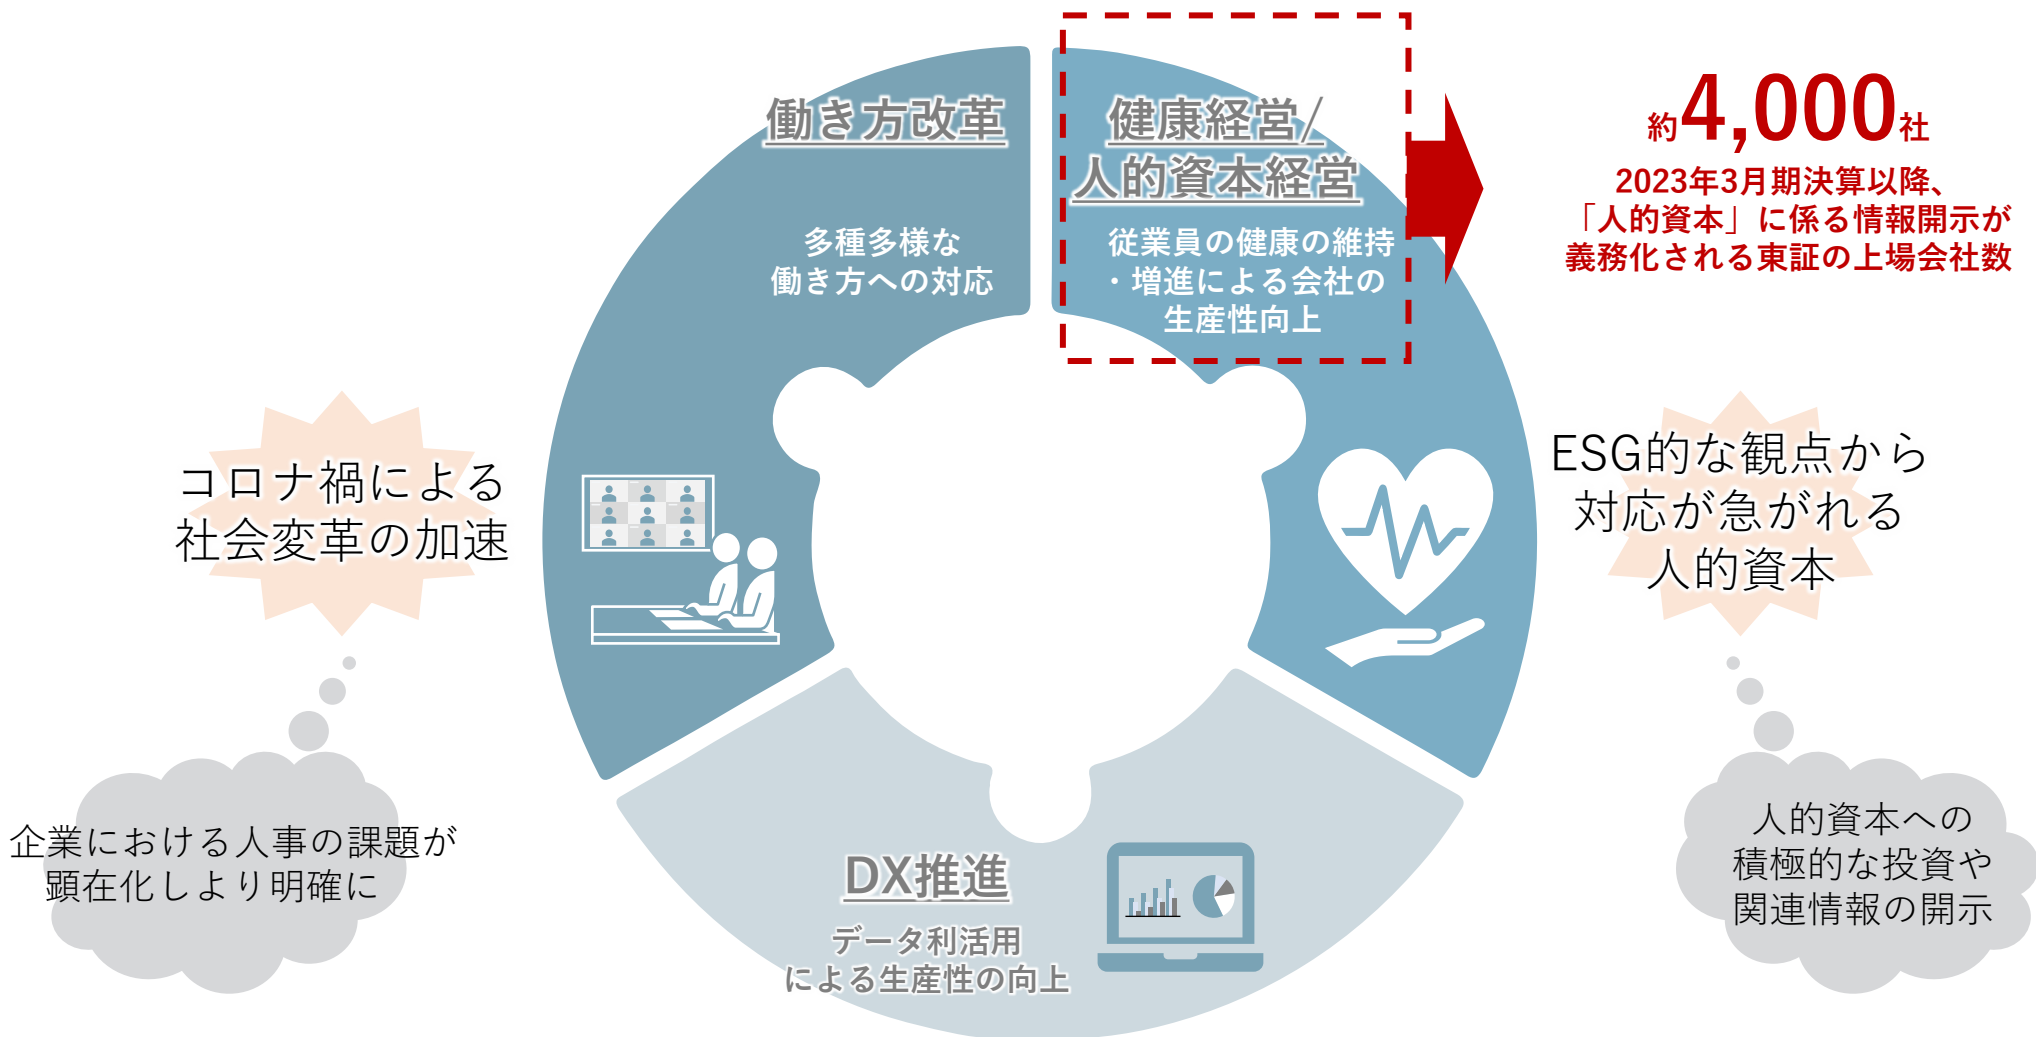 働き方改革
多種多様な
働き方への対応
健康経営/
人的資本経営
従業員の健康の維持
・増進による会社の
生産性向上
約4,000社
2023年3月期決算以降、
「人的資本」に係る情報開示が
義務化される東証の上場会社数
コロナ禍による
社会変革の加速
ESG的な観点から
対応が急がれる
人的資本
企業における人事の課題が
顕在化しより明確に
DX推進
データ利活用
による生産性の向上
人的資本への
積極的な投資や
関連情報の開示